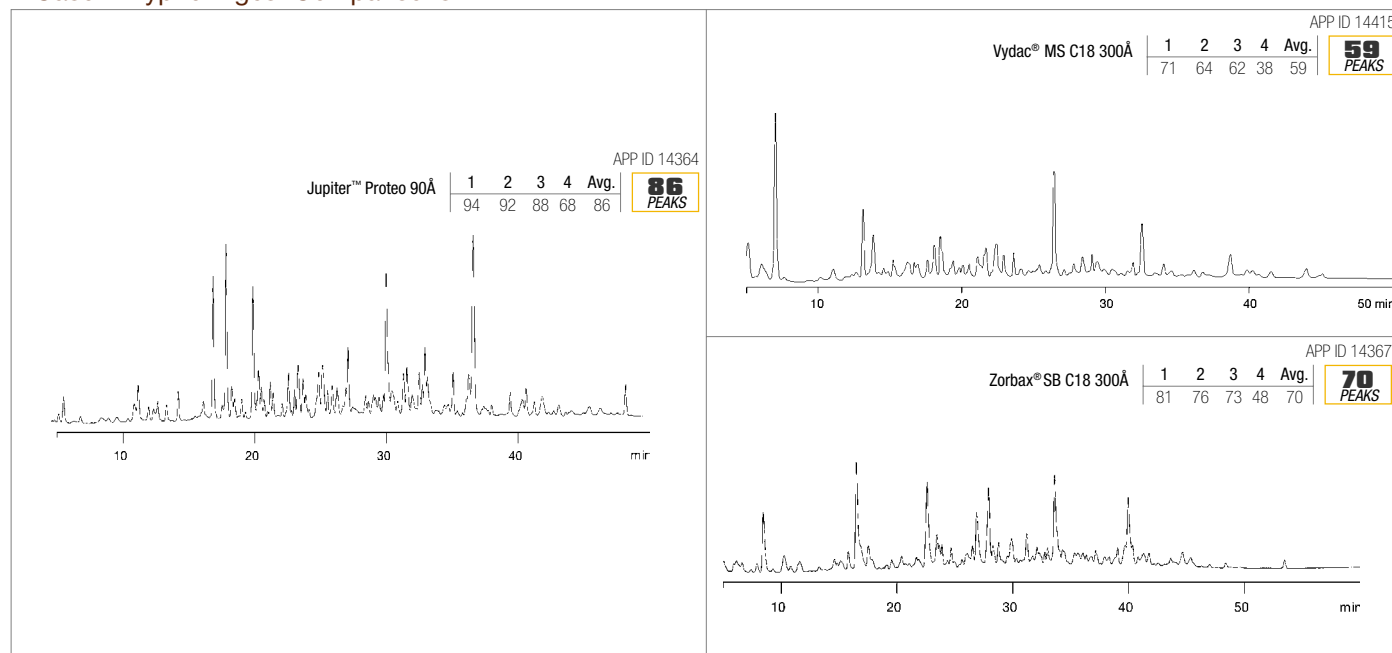 APP ID 14364
Jupiter™ Proteo 90Å
1 2 3 4 Avg.
94 92 88 68 86
86
PEAKS
10 20 30 40 min
APP ID 14415
Vydac® MS C18 300Å
1 2 3 4 Avg.
71 64 62 38 59
59
PEAKS
10 20 30 40 50 min
APP ID 14367
Zorbax® SB C18 300Å
1 2 3 4 Avg.
81 76 73 48 70
70
PEAKS
10 20 30 40 50 min